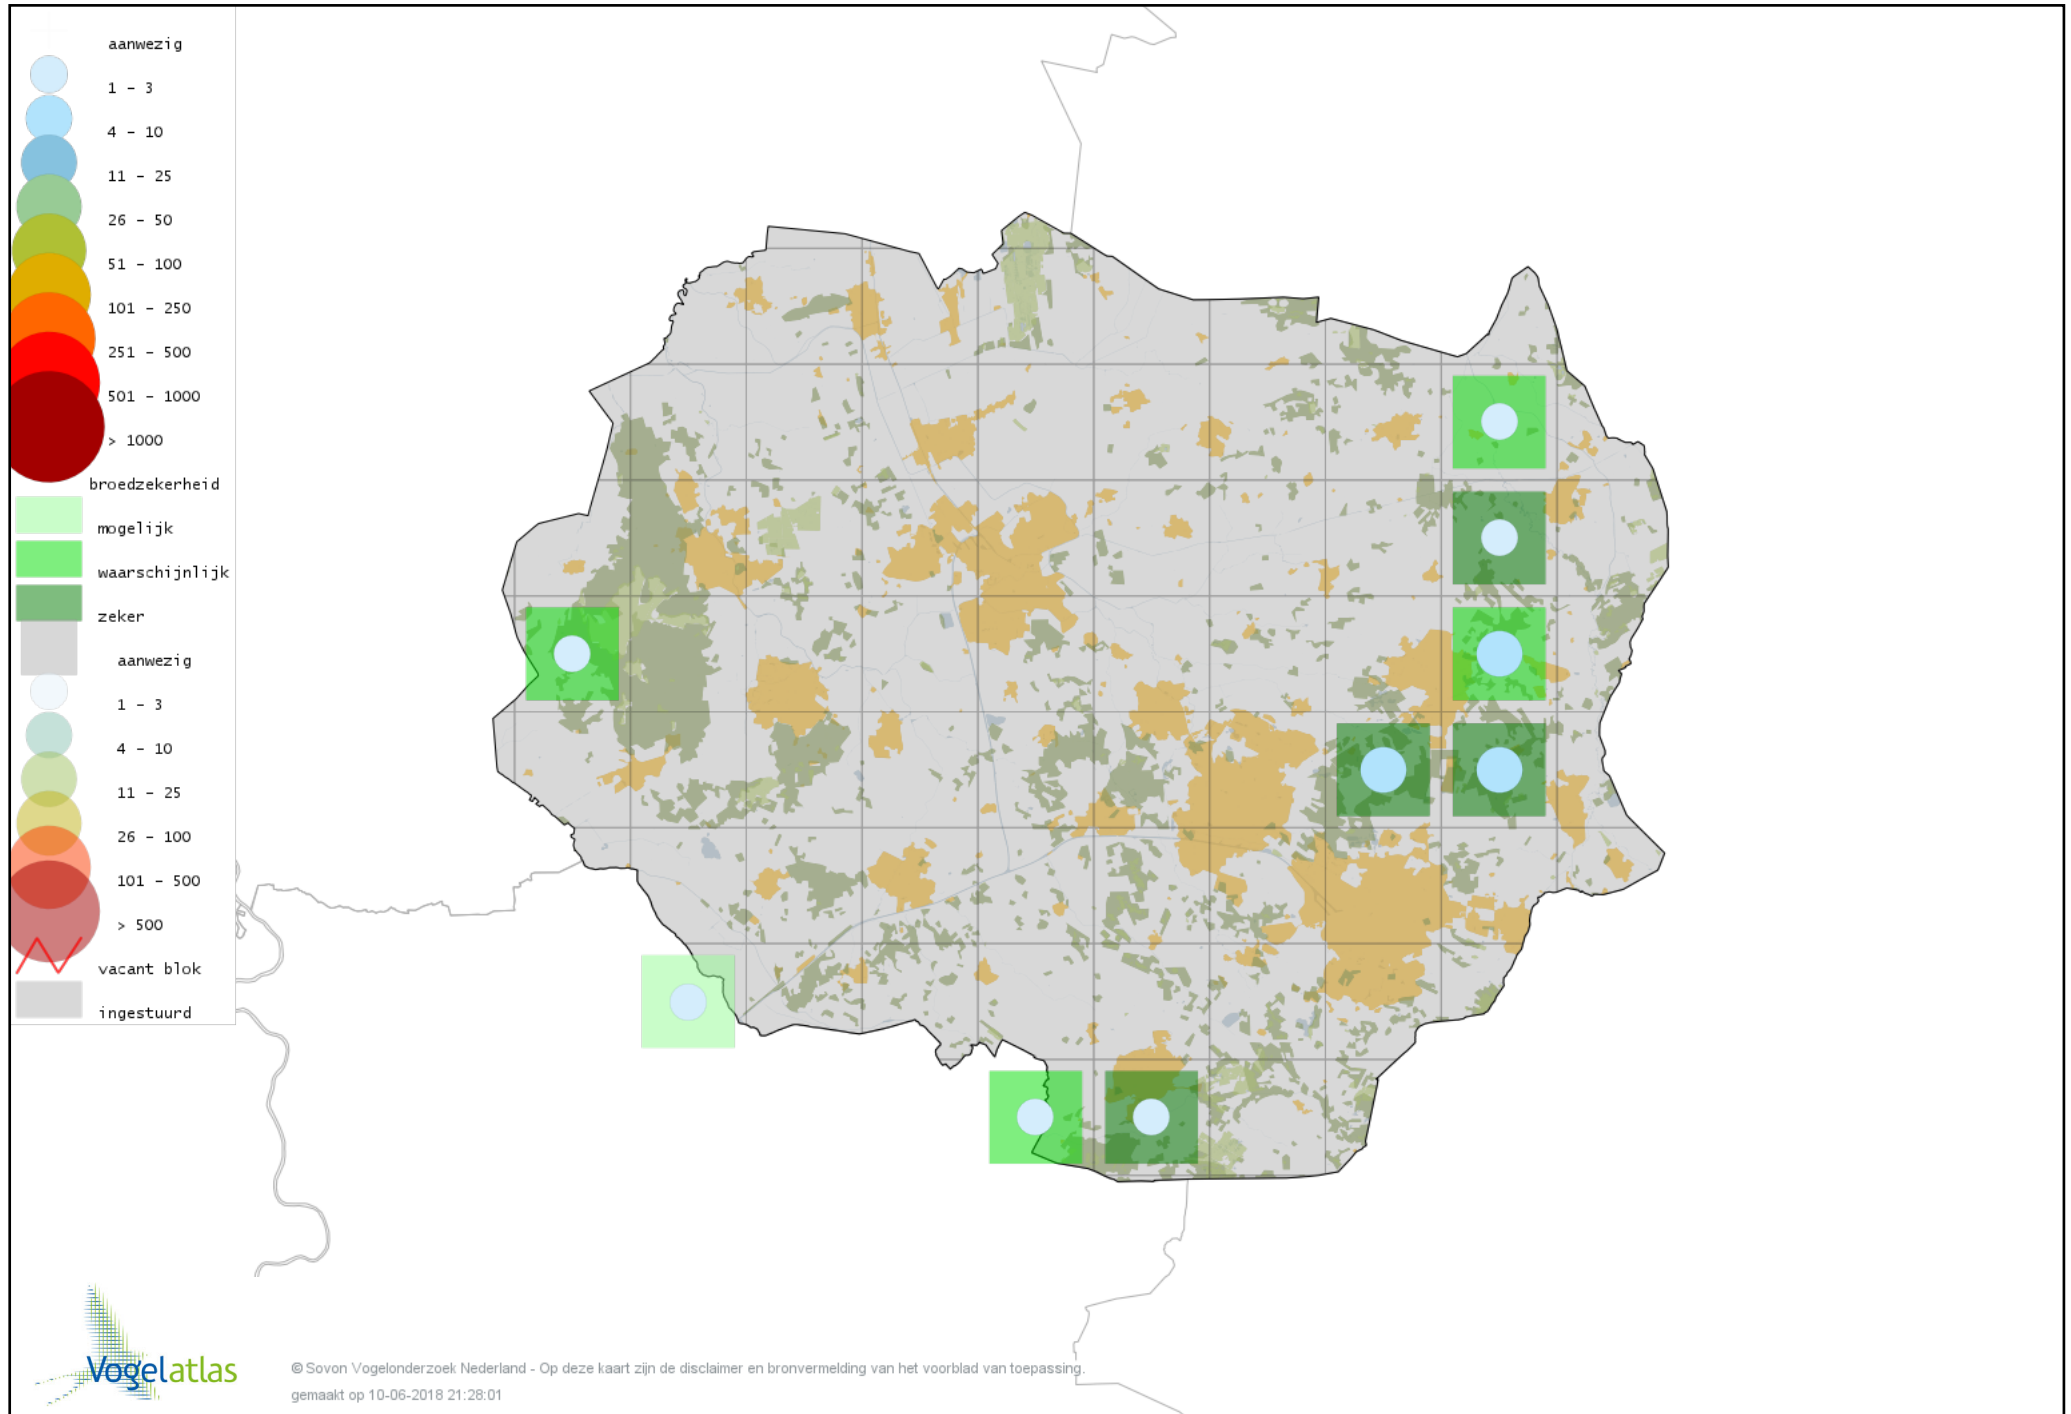 aanwezig
1 - 3
4 - 10
11 - 25
26 - 50
51 - 100
101 - 250
251 - 500
501 - 1000
> 1000
broedzekerheid
mogelijk
waarschijnlijk
zeker
aanwezig
1 - 3
4 - 10
11 - 25
26 - 100
101 - 500
> 500
vacant blok
ingestuurd
Vogelatlas
© Sovon Vogelonderzoek Nederland - Op deze kaart zijn de disclaimer en bronvermelding van het voorblad van toepassing.
gemaakt op 10-06-2018 21:28:01